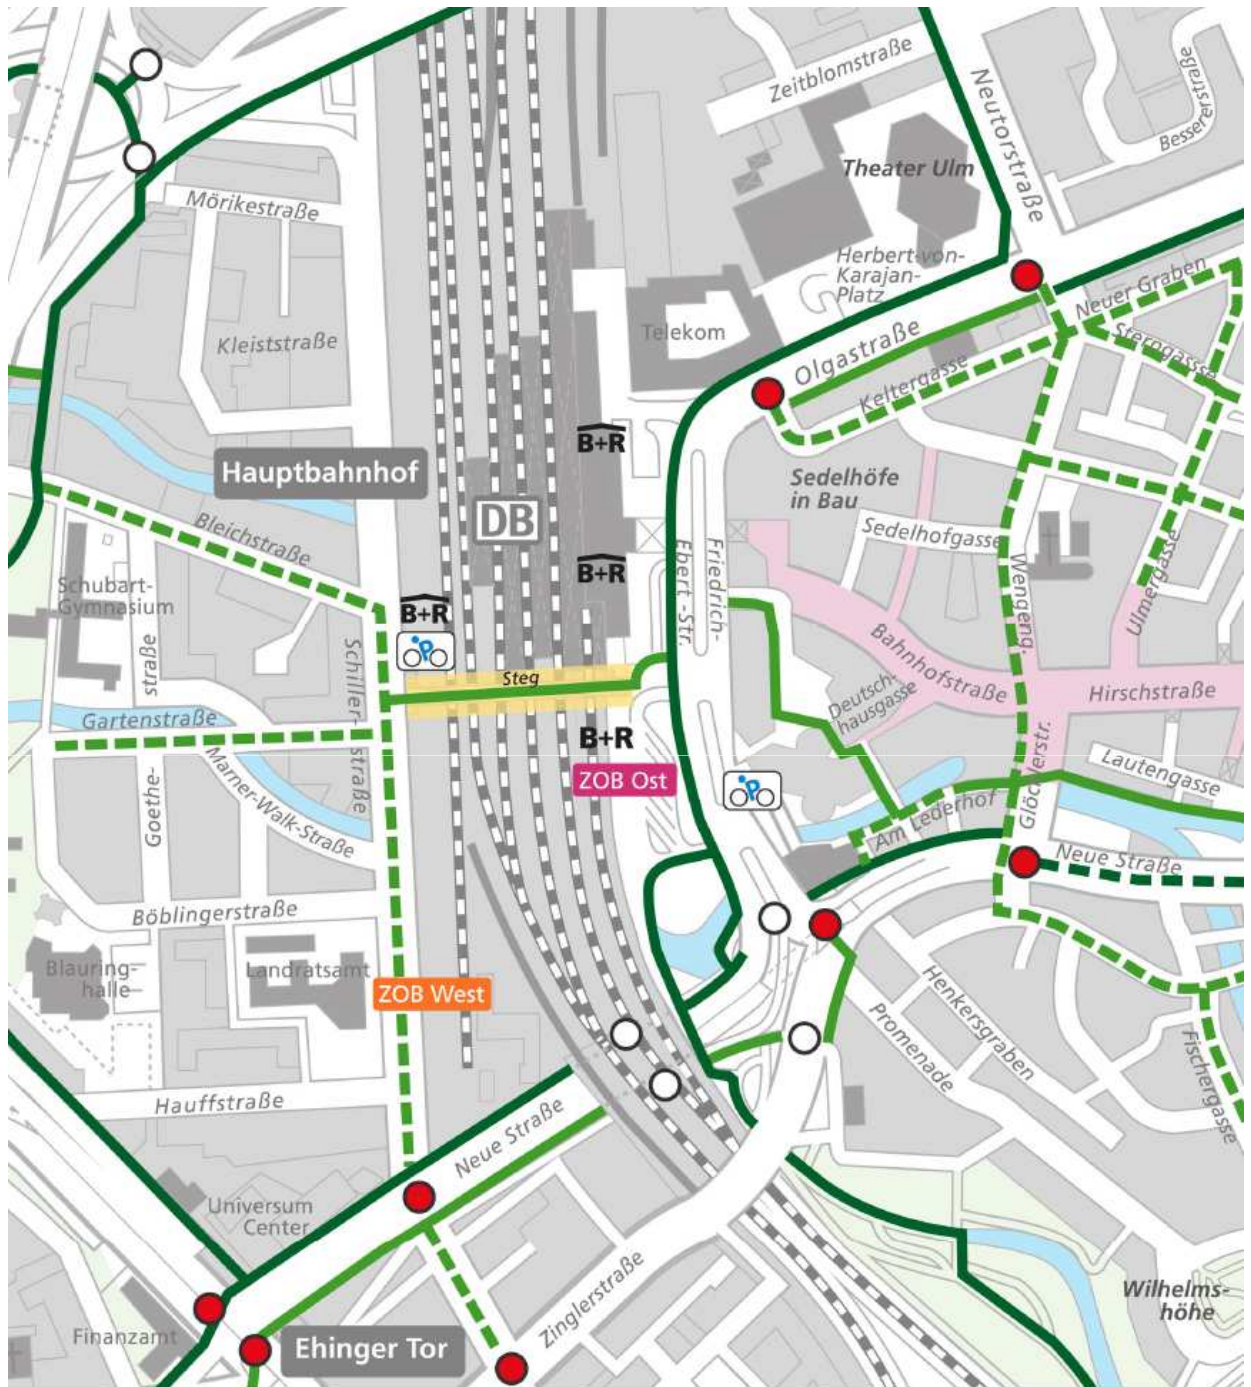 Zeitblomstraße
Neutorstraße
Bessererstraße
Theater Ulm
Mörikestraße
Herbert-von-
Karajan-
Platz
Neuer Graben
Telekom
Kleiststraße
Olgastraße
Sterngassse
Keltergasse
B+R
Hauptbahnhof
Sedelhöfe
in Bau
DB
Bleichstraße
Sedelhofgasse
Friedrich-
Ebert -Str.
Wengeng.
Ulmergasse
B+R
Schubart-
Gymnasium
B+R
P
Schiller-
straße
straße
Goethe-
Steg
Bahnhofstraße
Hirschstraße
Deutsch-
hausgasse
Gartenstraße
B+R
ZOB Ost
P
Glöcklerstr.
Lautengasse
Marner-Walk-Straße
Am Lederhof
Neue Straße
Böblingerstraße
Blauring-
halle
Landratsamt
ZOB West
Henkersgraben
Promenade
Fischergasse
Hauffstraße
Neue Straße
Universum
Center
Zinglerstraße
Wilhelms-
höhe
Finanzamt
Ehinger Tor